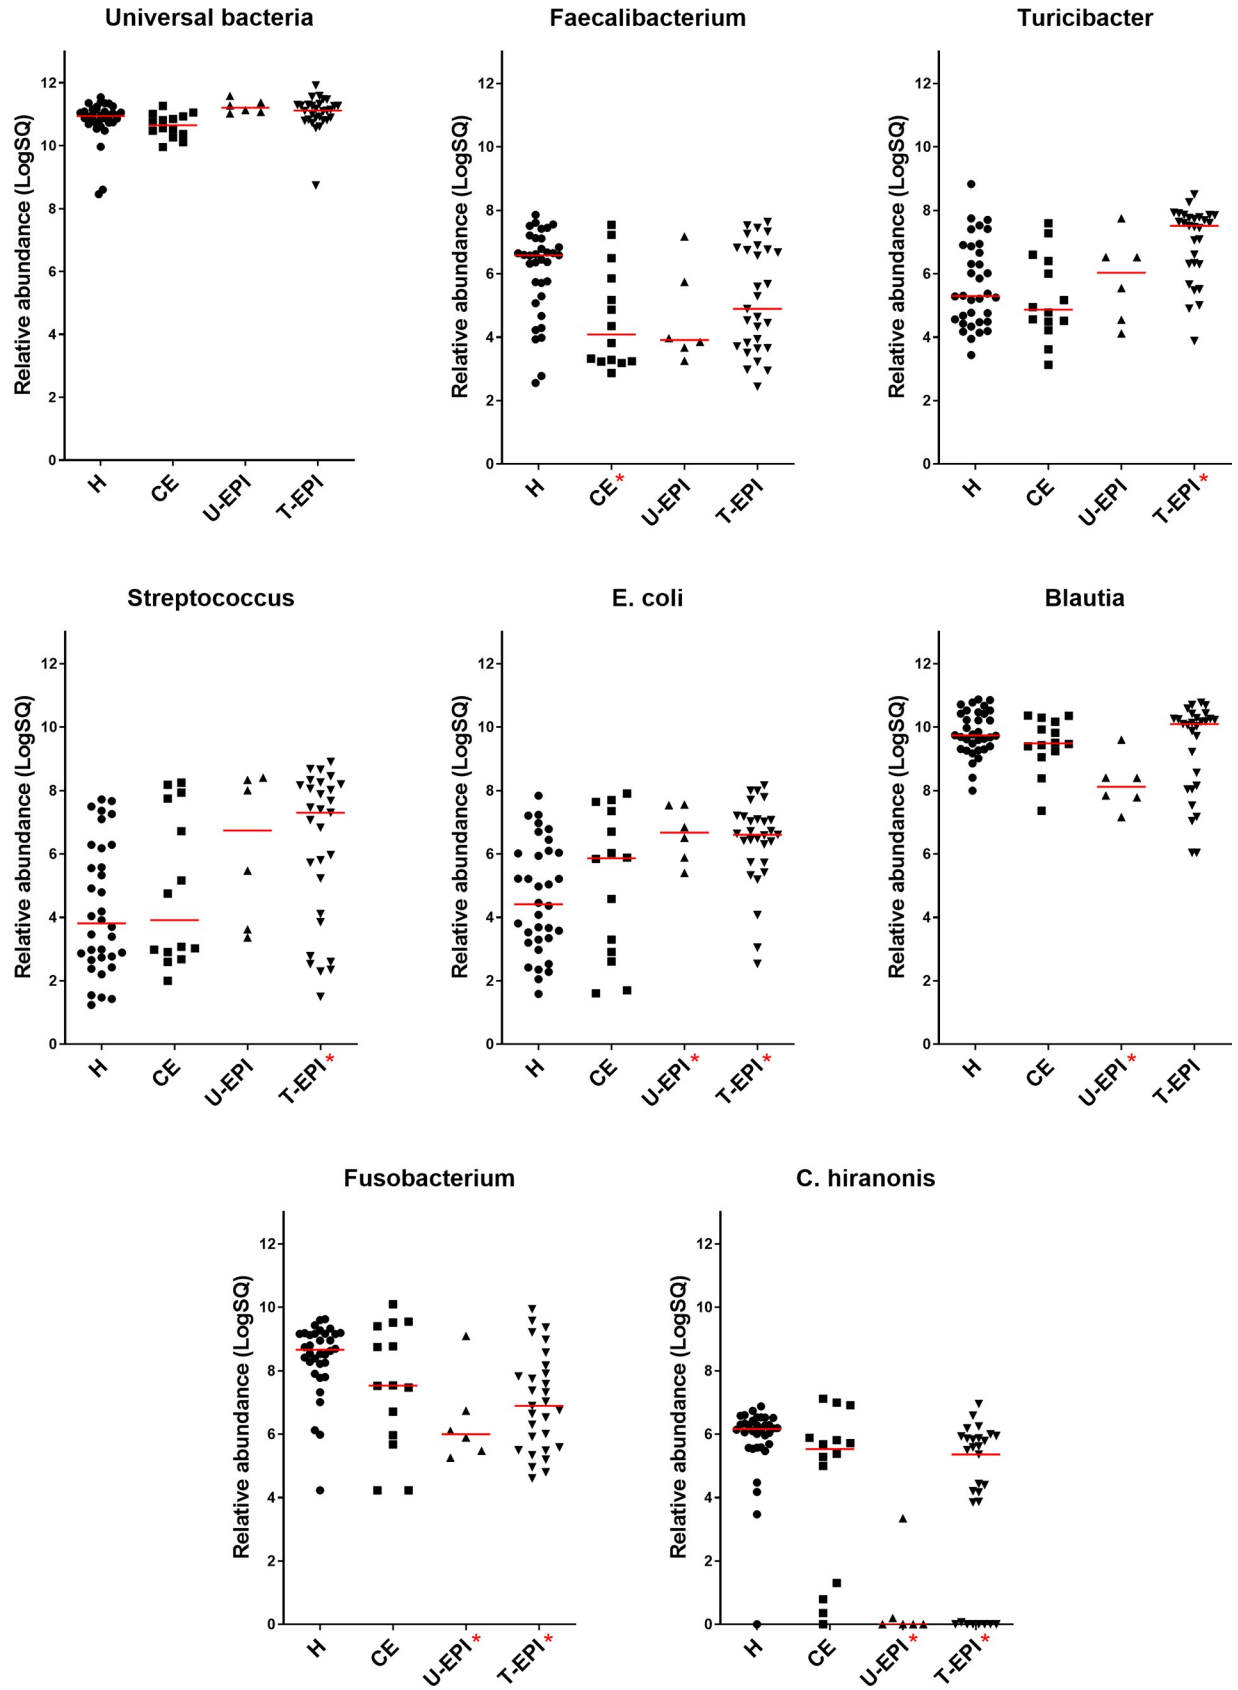 Universal bacteria
Relative abundance (LogSQ)
12
10
8
6
4
2
0
H
CE
U-EPI
T-EPI
Faecalibacterium
Relative abundance (LogSQ)
12
10
8
6
4
2
0
H
CE*
U-EPI
T-EPI
Turicibacter
Relative abundance (LogSQ)
12
10
8
6
4
2
0
H
CE
U-EPI
T-EPI*
Streptococcus
Relative abundance (LogSQ)
12
10
8
6
4
2
0
H
CE
U-EPI
T-EPI*
E. coli
Relative abundance (LogSQ)
12
10
8
6
4
2
0
H
CE
U-EPI*
T-EPI*
Blautia
Relative abundance (LogSQ)
12
10
8
6
4
2
0
H
CE
U-EPI*
T-EPI
Fusobacterium
Relative abundance (LogSQ)
12
10
8
6
4
2
0
H
CE
U-EPI*
T-EPI*
C. hiranonis
Relative abundance (LogSQ)
12
10
8
6
4
2
0
H
CE
U-EPI*
T-EPI*